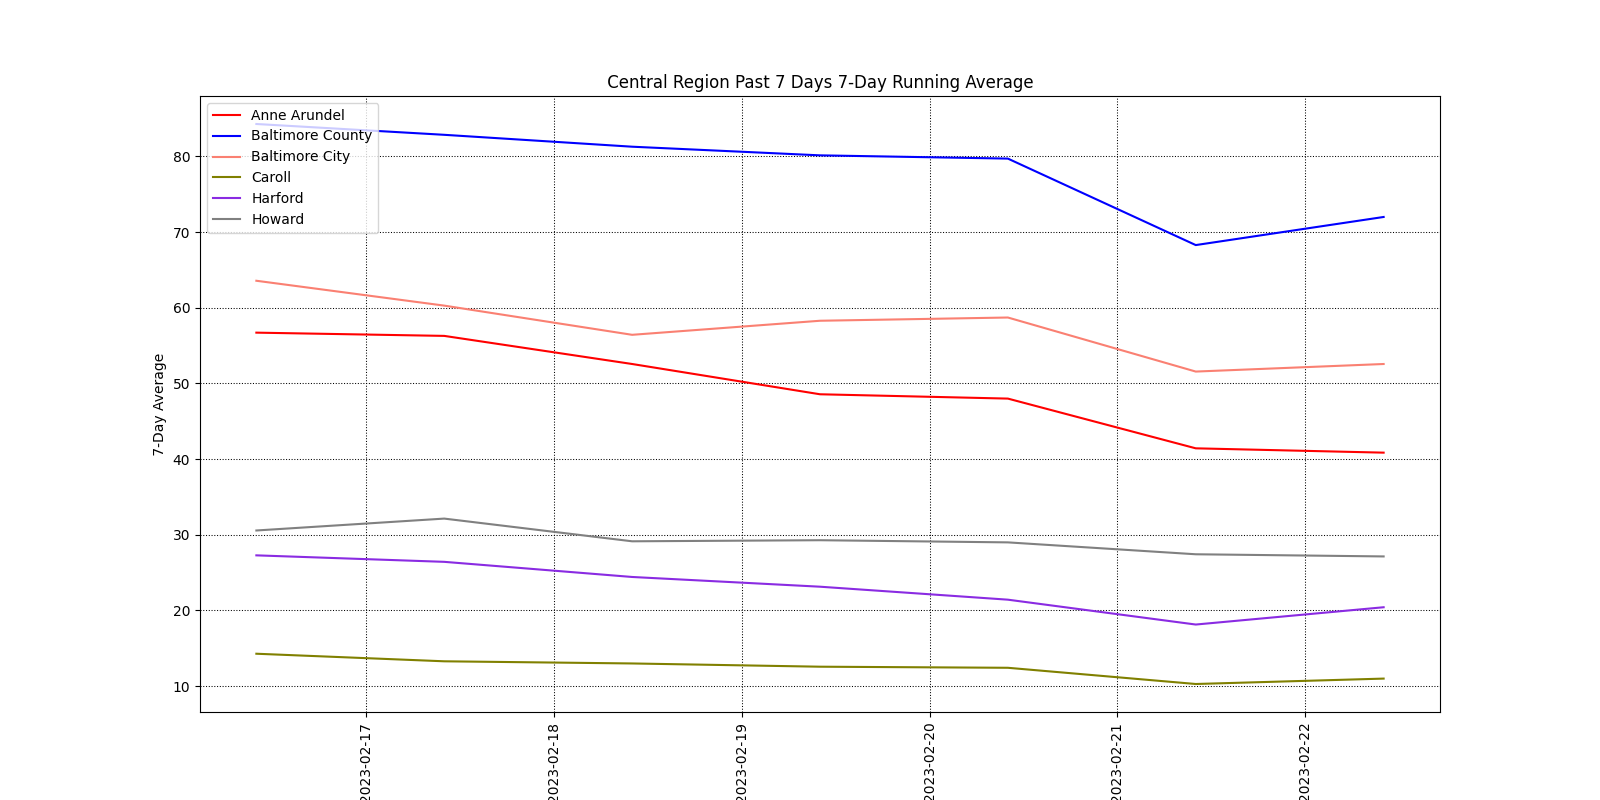 Central Region Past 7 Days 7-Day Running Average
Anne Arundel
Baltimore County
Baltimore City
Caroll
Harford
Howard
80
70
60
50
40
30
20
10
7-Day Average
2023-02-17
2023-02-18
2023-02-19
2023-02-20
2023-02-21
2023-02-22